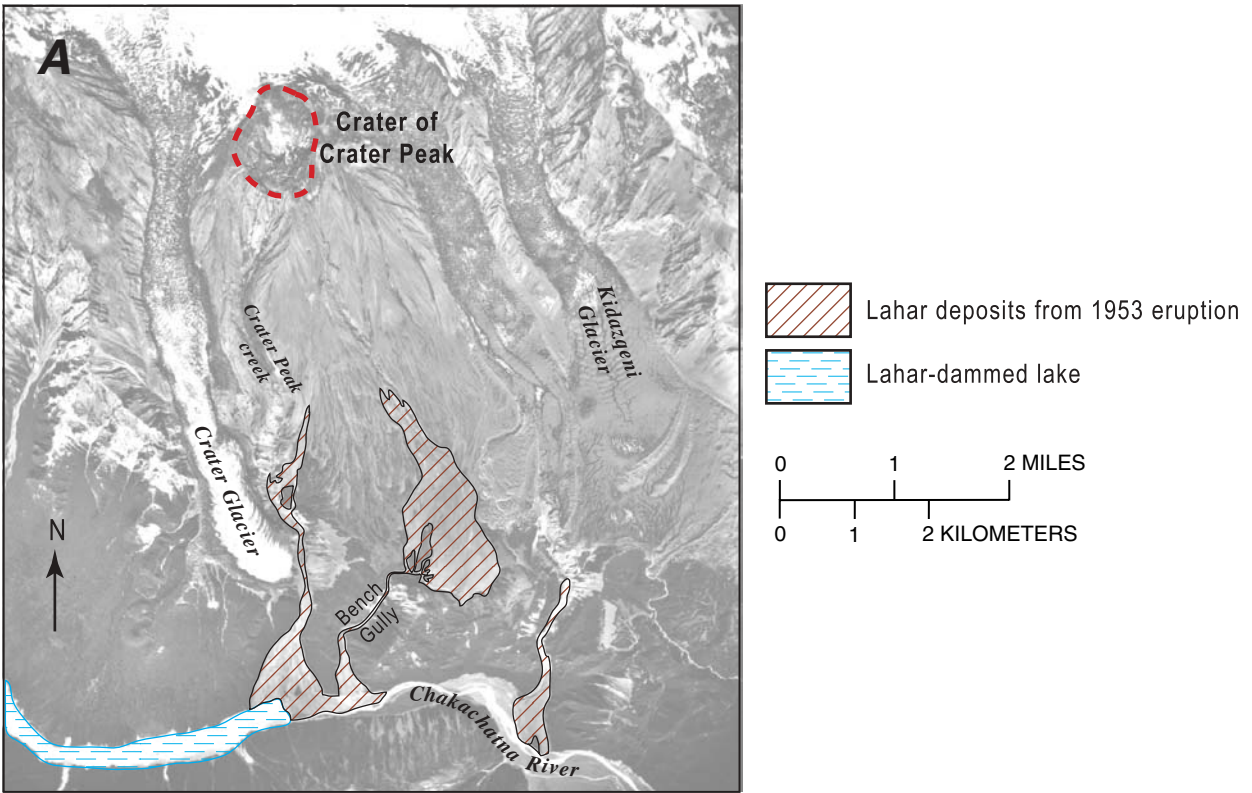 A
Crater of
Crater Peak
Kidazqeni
Glacier
Crater Peak
creek
Crater Glacier
N
Bench
Gully
Chakachatna River
Lahar deposits from 1953 eruption
Lahar-dammed lake
0 1 2 MILES
0 1 2 KILOMETERS